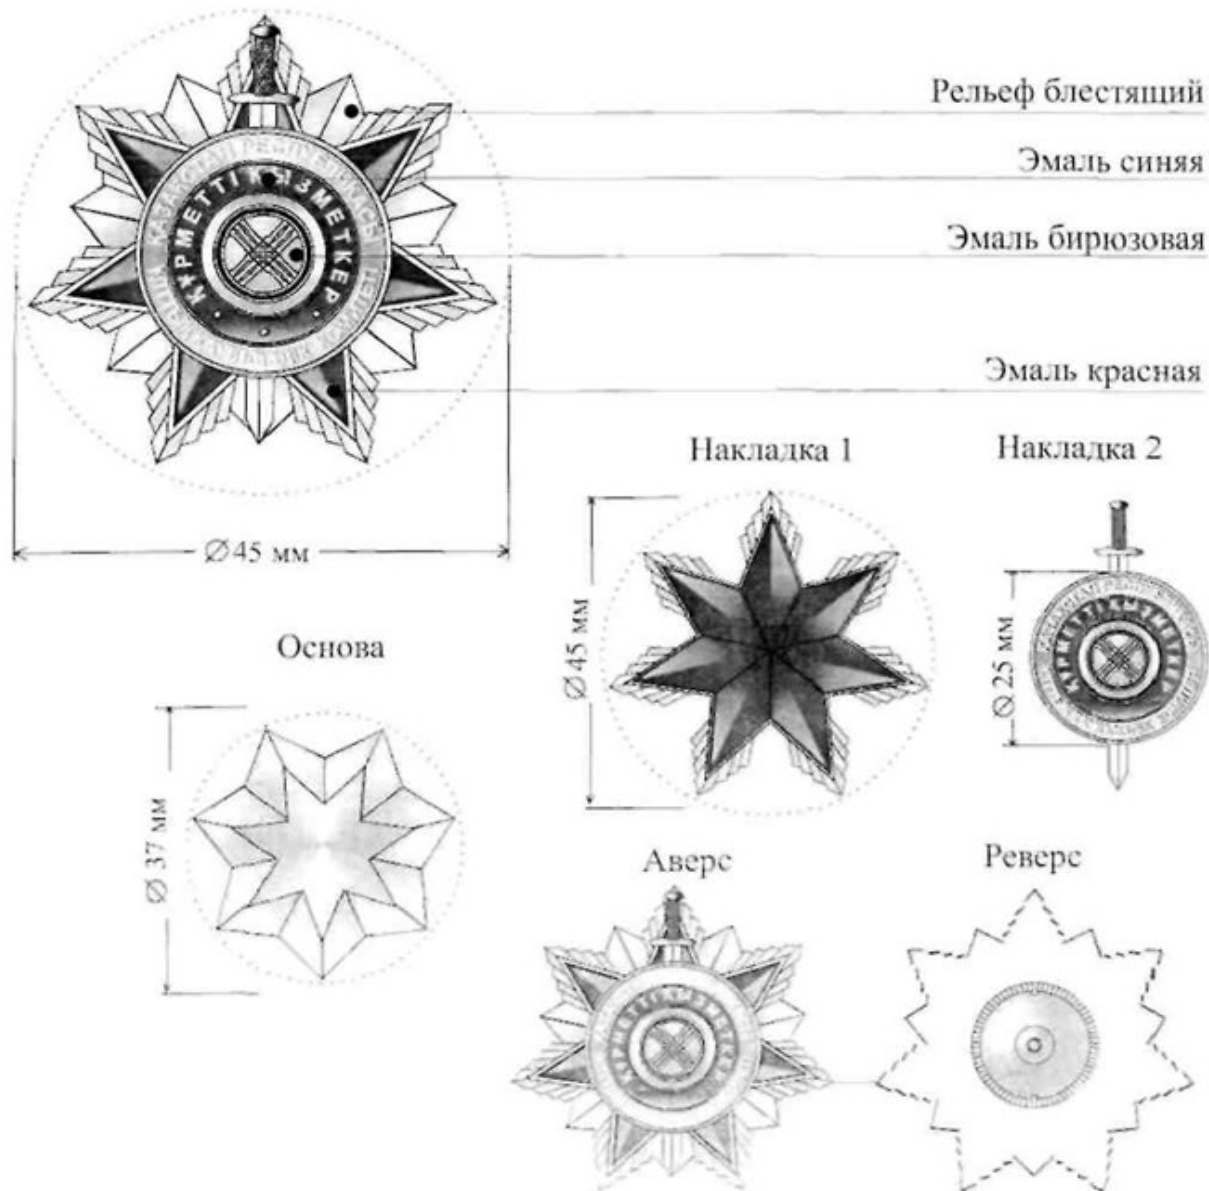 Рельеф блестящий
Эмаль синяя
Эмаль бирюзовая
Эмаль красная
ҚАЗАҚСТАН РЕСПУБЛИКАСЫ
ҚҰРМЕТТІ ҚЫЗМЕТКЕР
∅45 мм
Накладка 1
Накладка 2
∅45 мм
∅25 мм
Основа
∅ 37 мм
Аверс
Реверс